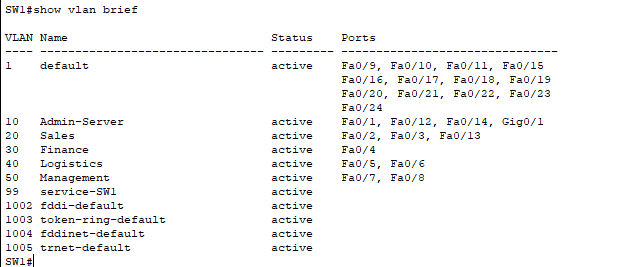 SW1#show vlan brief
VLAN Name                             Status    Ports
---- -------------------------------- --------- -------------------------------
1    default                          active    Fa0/9, Fa0/10, Fa0/11, Fa0/15
                                                Fa0/16, Fa0/17, Fa0/18, Fa0/19
                                                Fa0/20, Fa0/21, Fa0/22, Fa0/23
                                                Fa0/24
10   Admin-Server                     active    Fa0/1, Fa0/12, Fa0/14, Gig0/1
20   Sales                            active    Fa0/2, Fa0/3, Fa0/13
30   Finance                          active    Fa0/4
40   Logistics                        active    Fa0/5, Fa0/6
50   Management                       active    Fa0/7, Fa0/8
99   service-SW1                      active
1002 fddi-default                     active
1003 token-ring-default               active
1004 fddinet-default                  active
1005 trnet-default                    active
SW1#